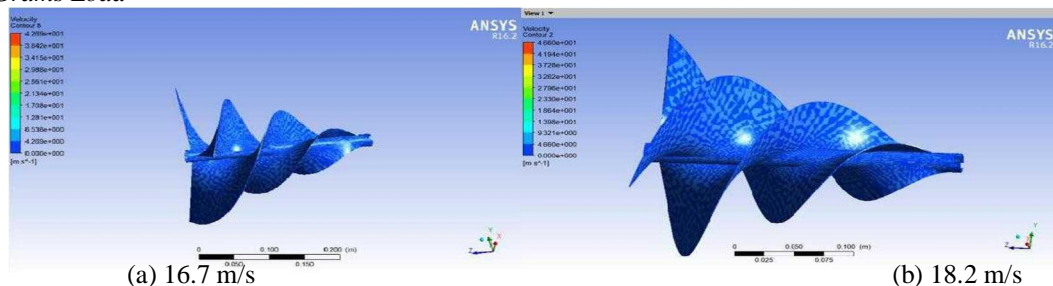 Grams Load
Velocity
Contour 5
4.269e+001
3.842e+001
3.415e+001
2.988e+001
2.561e+001
2.134e+001
1.708e+001
1.281e+001
8.538e+000
4.269e+000
0.000e+000
[m s^-1]
ANSYS
R16.2
0 0.100 0.200 (m)
0.050 0.150
Y
X
Z
(a) 16.7 m/s
View 1
Velocity
Contour 2
4.660e+001
4.194e+001
3.728e+001
3.262e+001
2.796e+001
2.330e+001
1.864e+001
1.398e+001
9.321e+000
4.660e+000
0.000e+000
[m s^-1]
ANSYS
R16.2
0 0.050 0.100 (m)
0.025 0.075
Y
X
Z
(b) 18.2 m/s